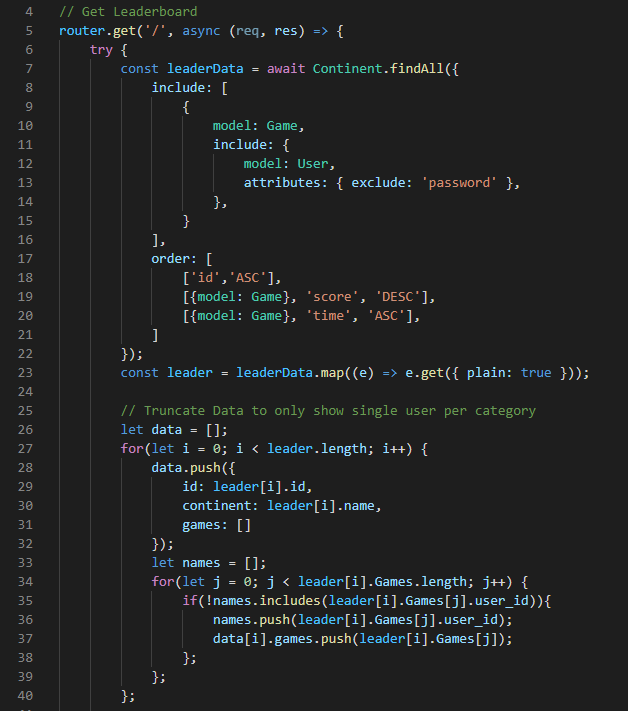 4 // Get Leaderboard
5 router.get('/', async (req, res) => {
6     try {
7         const leaderData = await Continent.findAll({
8             include: [
9                 {
10                     model: Game,
11                     include: {
12                         model: User,
13                         attributes: { exclude: 'password' },
14                     },
15                 }
16             ],
17             order: [
18                 ['id','ASC'],
19                 [{model: Game}, 'score', 'DESC'],
20                 [{model: Game}, 'time', 'ASC'],
21             ]
22         });
23         const leader = leaderData.map((e) => e.get({ plain: true }));
24
25         // Truncate Data to only show single user per category
26         let data = [];
27         for(let i = 0; i < leader.length; i++) {
28             data.push({
29                 id: leader[i].id,
30                 continent: leader[i].name,
31                 games: []
32             });
33             let names = [];
34             for(let j = 0; j < leader[i].Games.length; j++) {
35                 if(!names.includes(leader[i].Games[j].user_id)){
36                     names.push(leader[i].Games[j].user_id);
37                     data[i].games.push(leader[i].Games[j]);
38                 };
39             };
40         };